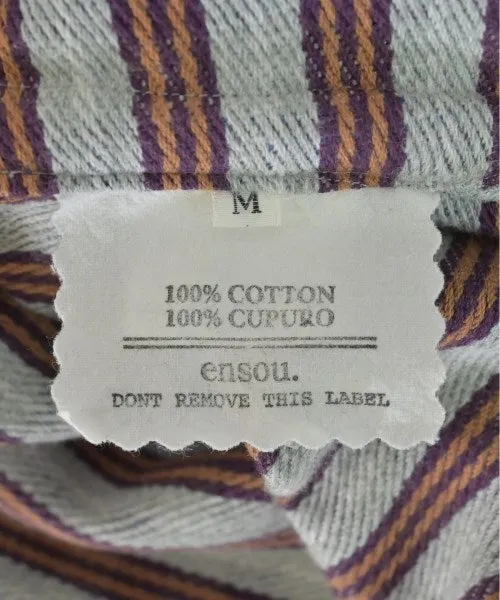 M
100% COTTON
100% CUPURO
ensou.
DONT REMOVE THIS LABEL